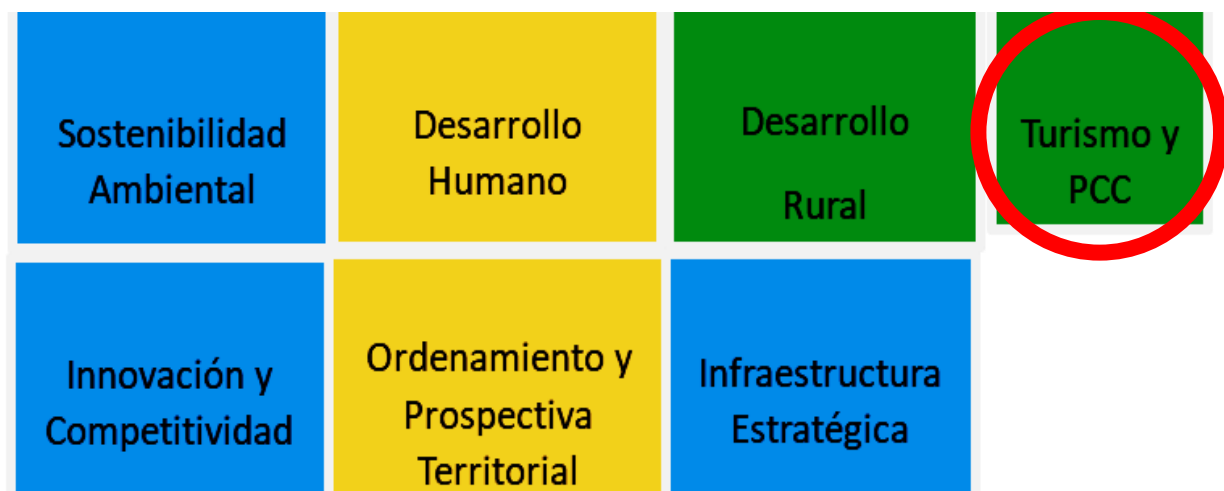 Sostenibilidad
Ambiental
Desarrollo
Humano
Desarrollo
Rural
Turismo y
PCC
Innovación y
Competitividad
Ordenamiento y
Prospectiva
Territorial
Infraestructura
Estratégica